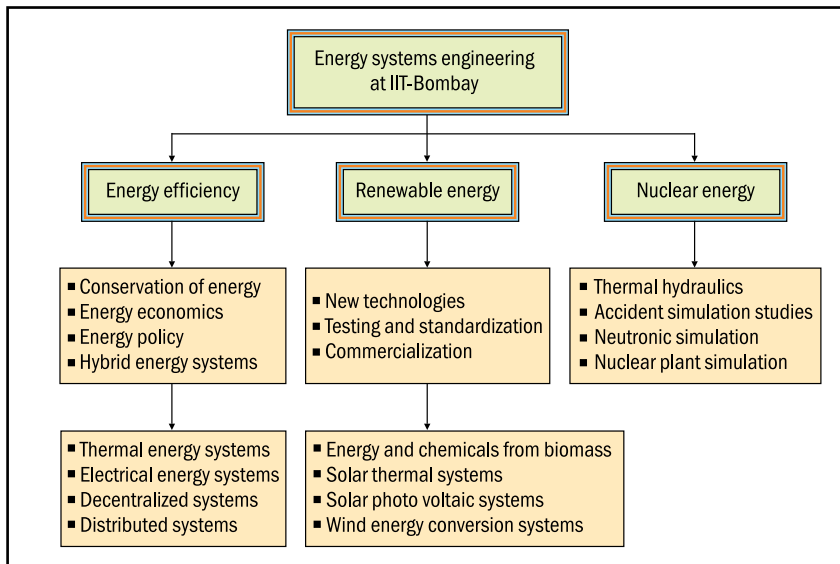 Energy systems engineering
at IIT-Bombay
Energy efficiency
Renewable energy
Nuclear energy
▪ Conservation of energy
▪ Energy economics
▪ Energy policy
▪ Hybrid energy systems
▪ New technologies
▪ Testing and standardization
▪ Commercialization
▪ Thermal hydraulics
▪ Accident simulation studies
▪ Neutronic simulation
▪ Nuclear plant simulation
▪ Thermal energy systems
▪ Electrical energy systems
▪ Decentralized systems
▪ Distributed systems
▪ Energy and chemicals from biomass
▪ Solar thermal systems
▪ Solar photo voltaic systems
▪ Wind energy conversion systems